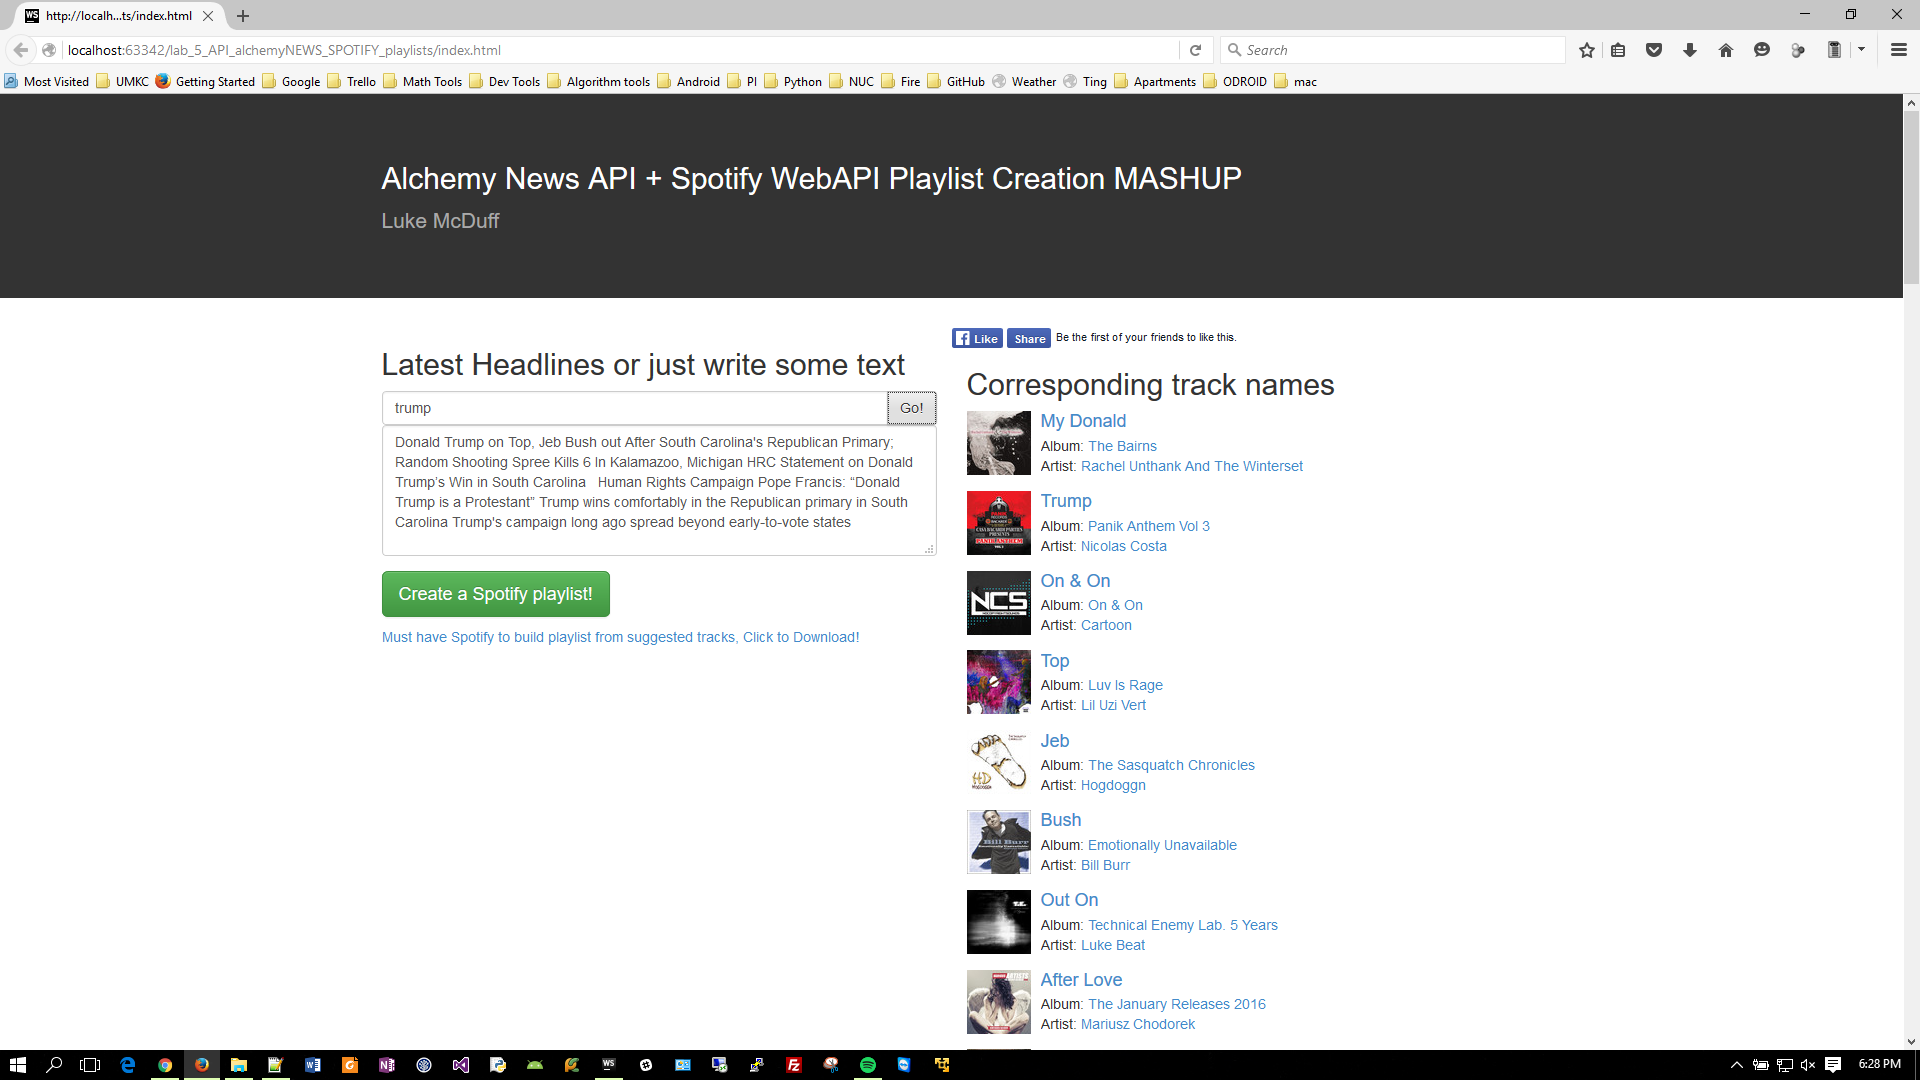 http://localh...ts/index.html
localhost:63342/lab_5_API_alchemyNEWS_SPOTIFY_playlists/index.html
Search
Most Visited UMKC Getting Started Google Trello Math Tools Dev Tools Algorithm tools Android PI Python NUC Fire GitHub Weather Ting Apartments ODROID mac
Alchemy News API + Spotify WebAPI Playlist Creation MASHUP
Luke McDuff
Latest Headlines or just write some text
trump
Go!
Donald Trump on Top, Jeb Bush out After South Carolina's Republican Primary;
Random Shooting Spree Kills 6 In Kalamazoo, Michigan HRC Statement on Donald
Trump’s Win in South Carolina   Human Rights Campaign Pope Francis: “Donald
Trump is a Protestant” Trump wins comfortably in the Republican primary in South
Carolina Trump's campaign long ago spread beyond early-to-vote states
Create a Spotify playlist!
Must have Spotify to build playlist from suggested tracks, Click to Download!
Like Share Be the first of your friends to like this.
Corresponding track names
My Donald
Album: The Bairns
Artist: Rachel Unthank And The Winterset
Trump
Album: Panik Anthem Vol 3
Artist: Nicolas Costa
NCS
On & On
Album: On & On
Artist: Cartoon
Top
Album: Luv Is Rage
Artist: Lil Uzi Vert
Jeb
Album: The Sasquatch Chronicles
Artist: Hogdoggn
Bill Burr
Bush
Album: Emotionally Unavailable
Artist: Bill Burr
Out On
Album: Technical Enemy Lab. 5 Years
Artist: Luke Beat
After Love
Album: The January Releases 2016
Artist: Mariusz Chodorek
6:28 PM